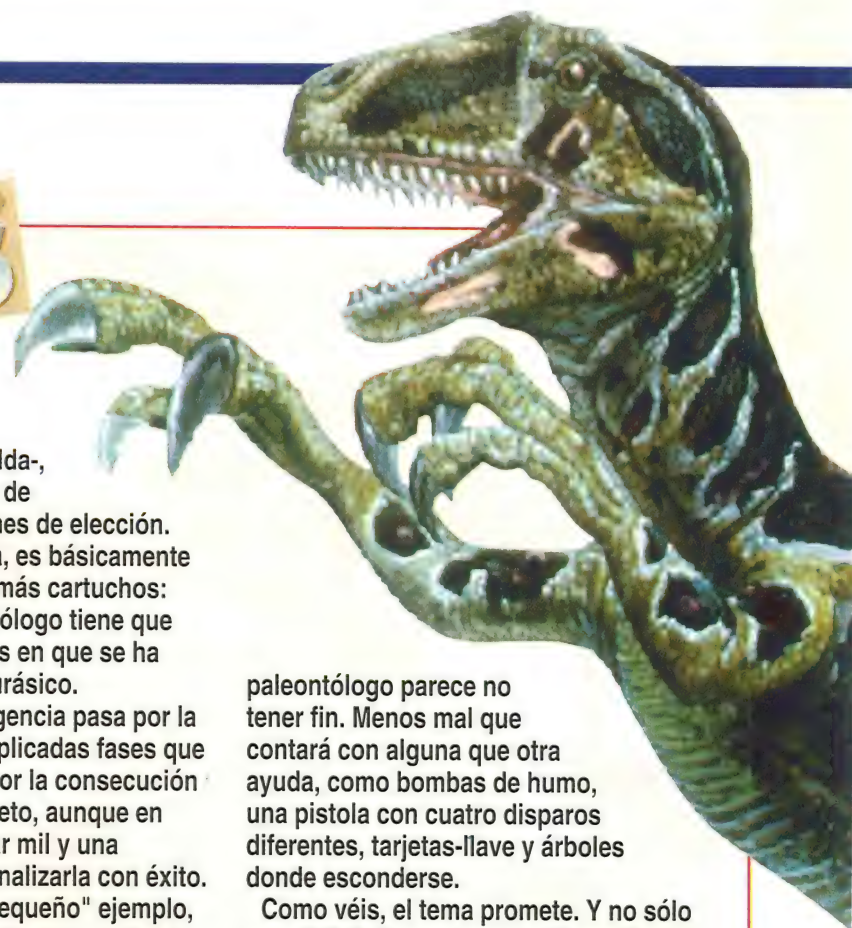 lda-,
de
nes de elección.
, es básicamente
más cartuchos:
ólogo tiene que
s en que se ha
urásico.
gencia pasa por la
plicadas fases que
or la consecución
eto, aunque en
r mil y una
nalizarla con éxito.
equeño" ejemplo,
paleontólogo parece no
tener fin. Menos mal que
contará con alguna que otra
ayuda, como bombas de humo,
una pistola con cuatro disparos
diferentes, tarjetas-llave y árboles
donde esconderse.
Como véis, el tema promete. Y no sólo